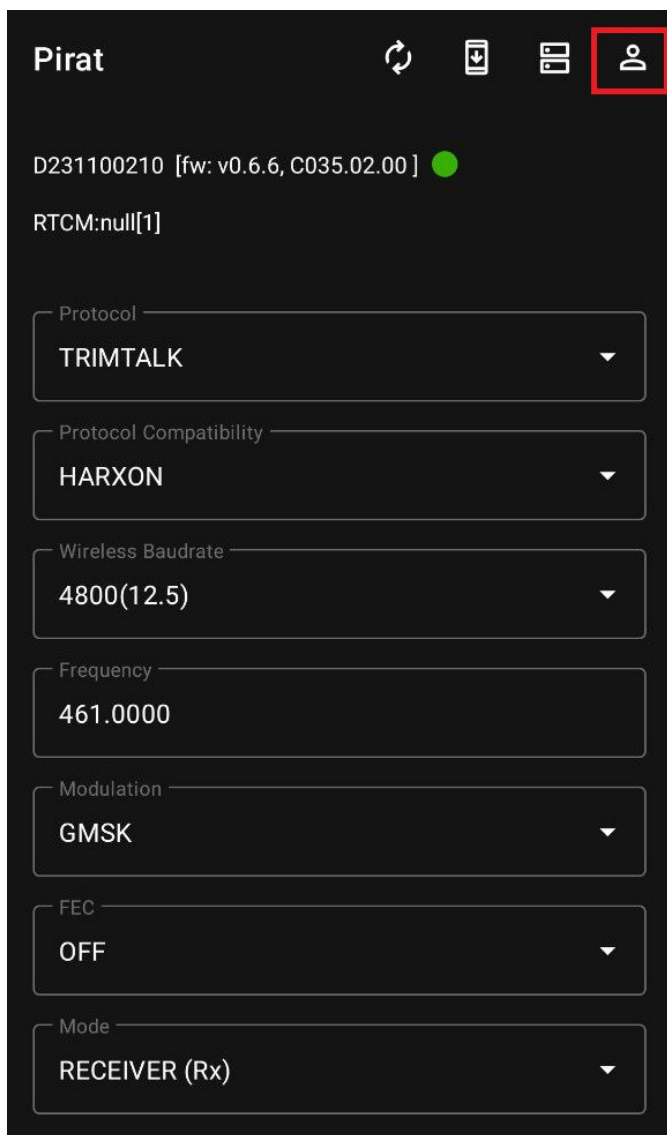 Pirat
D231100210 [fw: v0.6.6, C035.02.00 ]
RTCM:null[1]
Protocol
TRIMTALK
Protocol Compatibility
HARXON
Wireless Baudrate
4800(12.5)
Frequency
461.0000
Modulation
GMSK
FEC
OFF
Mode
RECEIVER (Rx)